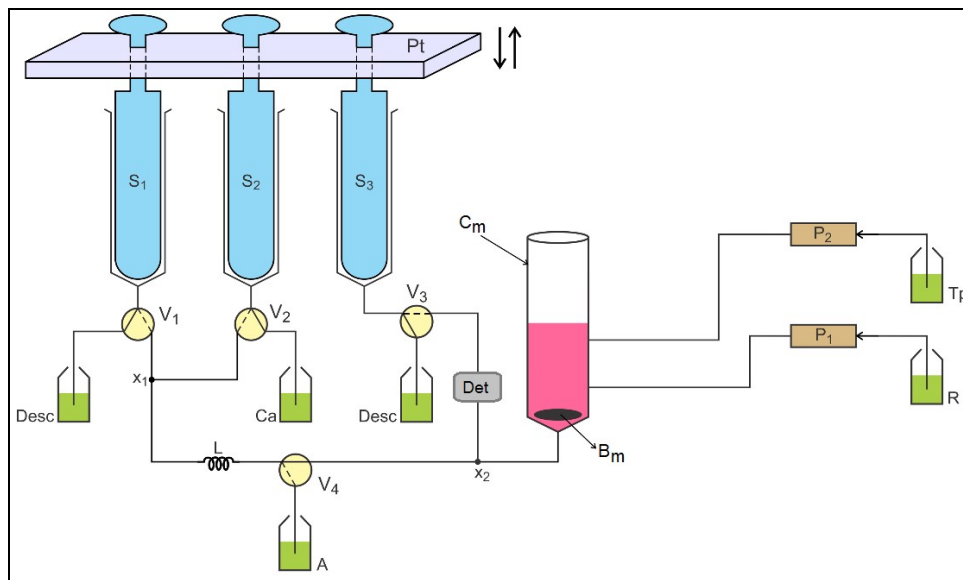 Pt
S₁
S₂
S₃
Cₘ
P₂
V₃
V₁
V₂
Tp
P₁
x₁
Det
Desc
Ca
Desc
R
L
Bₘ
x₂
V₄
A